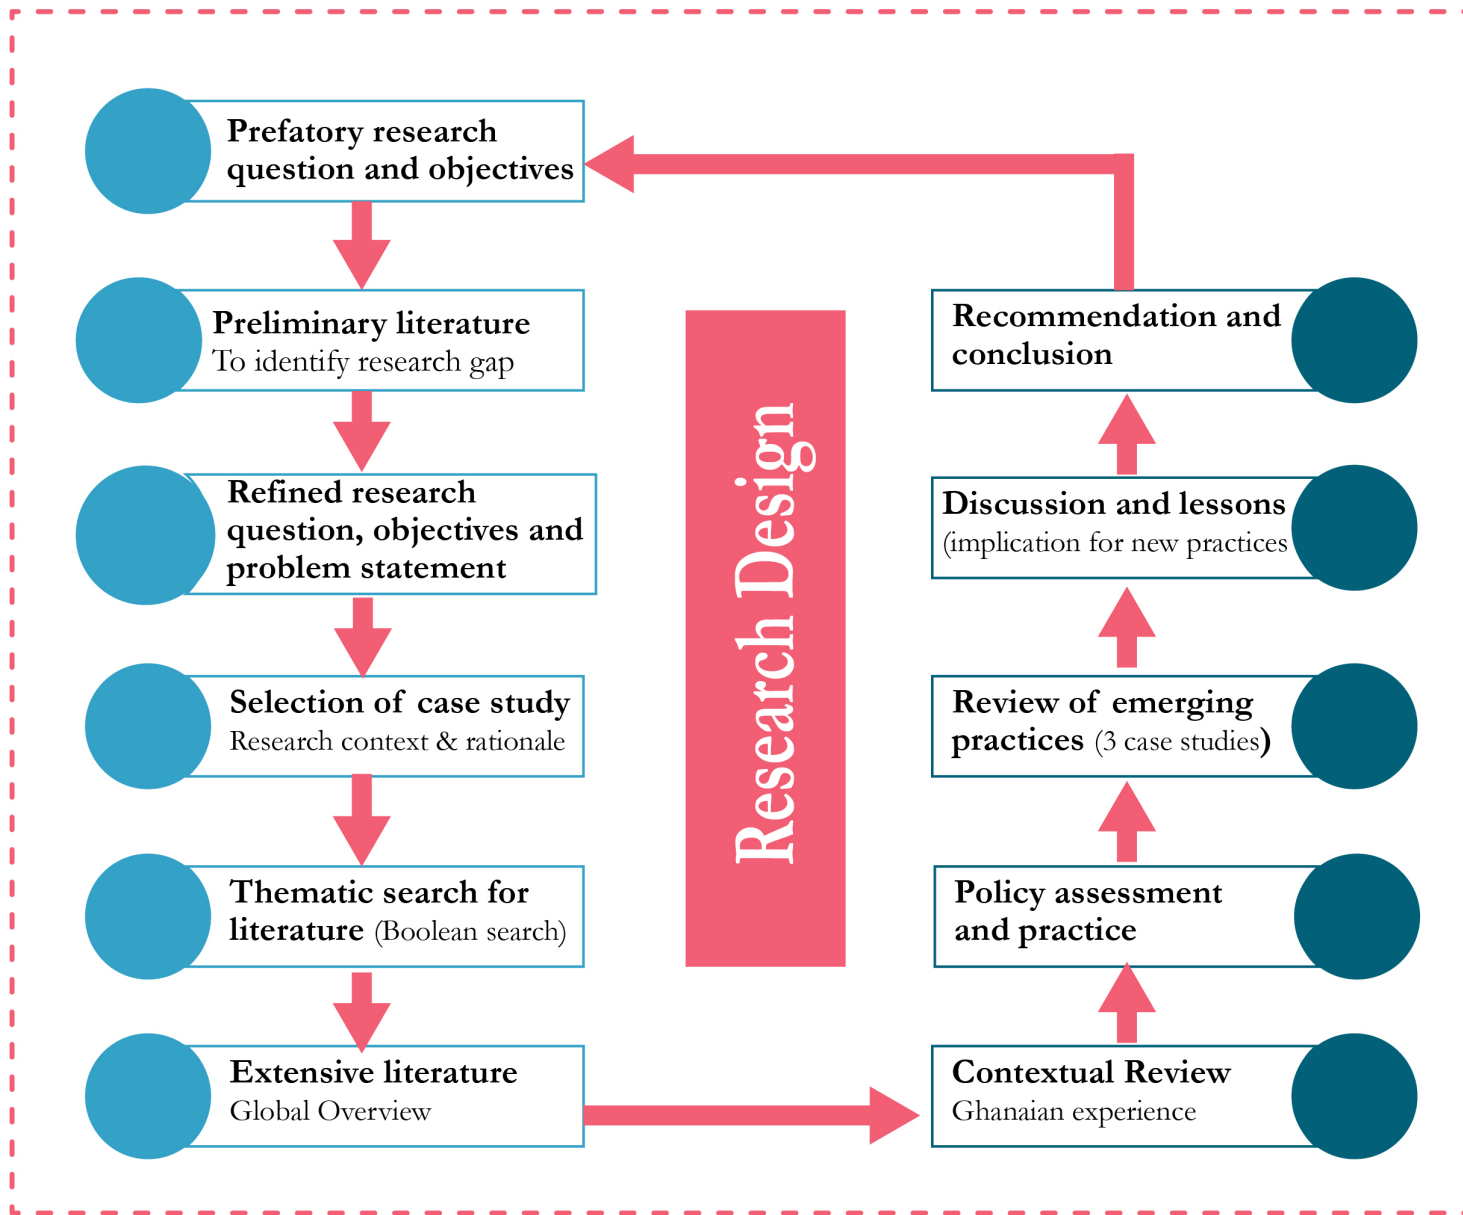 Prefatory research
question and objectives
Preliminary literature
To identify research gap
Refined research
question, objectives and
problem statement
Selection of case study
Research context & rationale
Thematic search for
literature (Boolean search)
Extensive literature
Global Overview
Research Design
Recommendation and
conclusion
Discussion and lessons
(implication for new practices
Review of emerging
practices (3 case studies)
Policy assessment
and practice
Contextual Review
Ghanaian experience